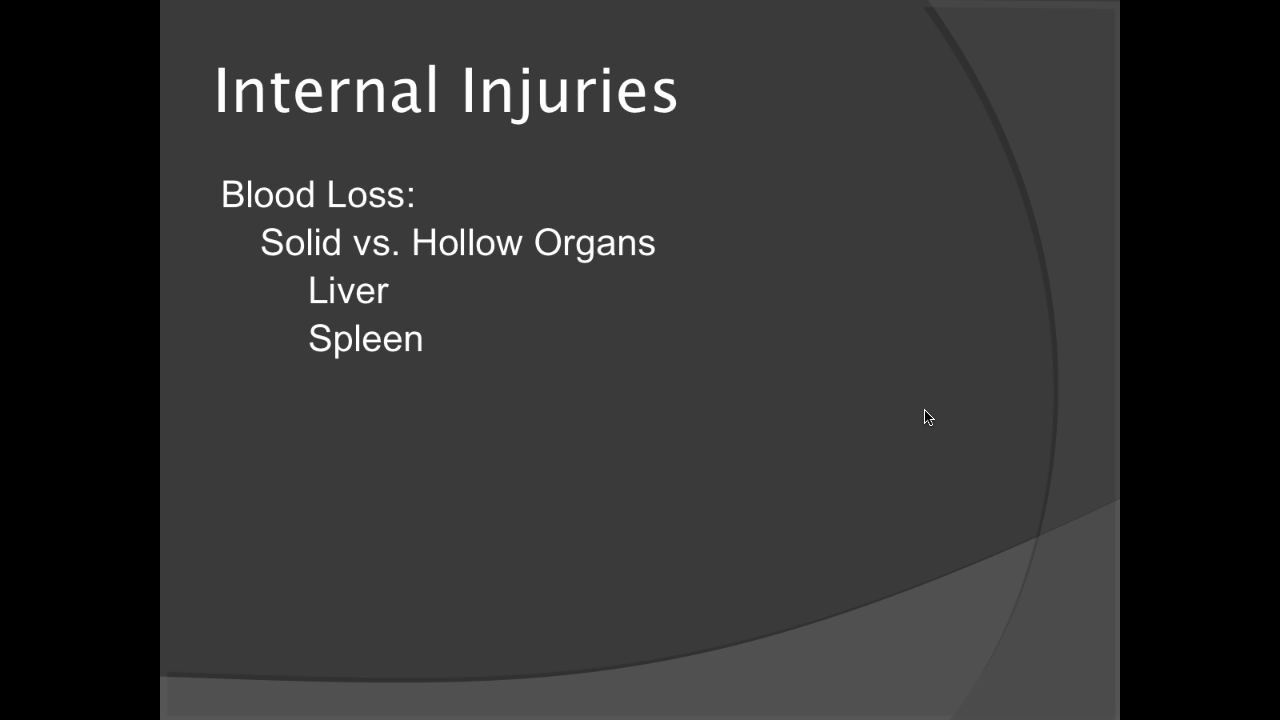 Internal Injuries
Blood Loss:
Solid vs. Hollow Organs
Liver
Spleen